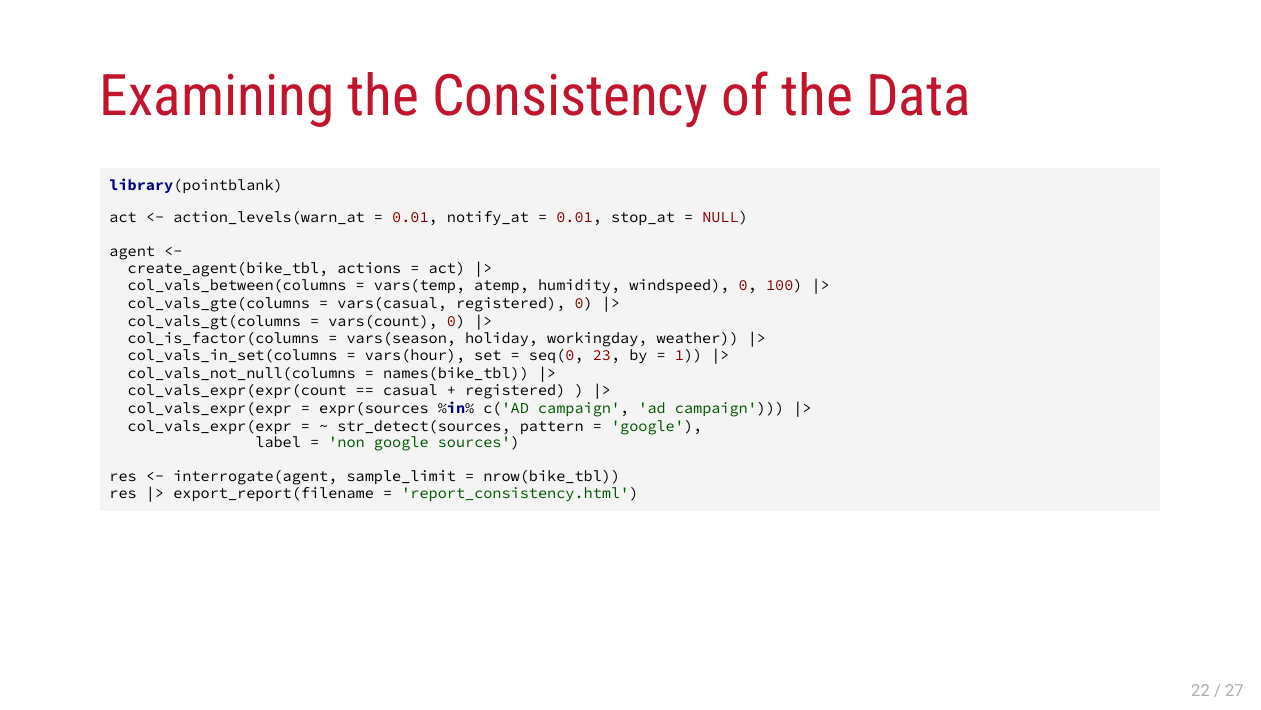 Examining the Consistency of the Data
library(pointblank)
act <- action_levels(warn_at = 0.01, notify_at = 0.01, stop_at = NULL)
agent <-
  create_agent(bike_tbl, actions = act) |>
  col_vals_between(columns = vars(temp, atemp, humidity, windspeed), 0, 100) |>
  col_vals_gte(columns = vars(casual, registered), 0) |>
  col_vals_gt(columns = vars(count), 0) |>
  col_is_factor(columns = vars(season, holiday, workingday, weather)) |>
  col_vals_in_set(columns = vars(hour), set = seq(0, 23, by = 1)) |>
  col_vals_not_null(columns = names(bike_tbl)) |>
  col_vals_expr(expr(count == casual + registered) ) |>
  col_vals_expr(expr = expr(sources %in% c('AD campaign', 'ad campaign'))) |>
  col_vals_expr(expr = ~ str_detect(sources, pattern = 'google'),
                label = 'non google sources')
res <- interrogate(agent, sample_limit = nrow(bike_tbl))
res |> export_report(filename = 'report_consistency.html')
22 / 27